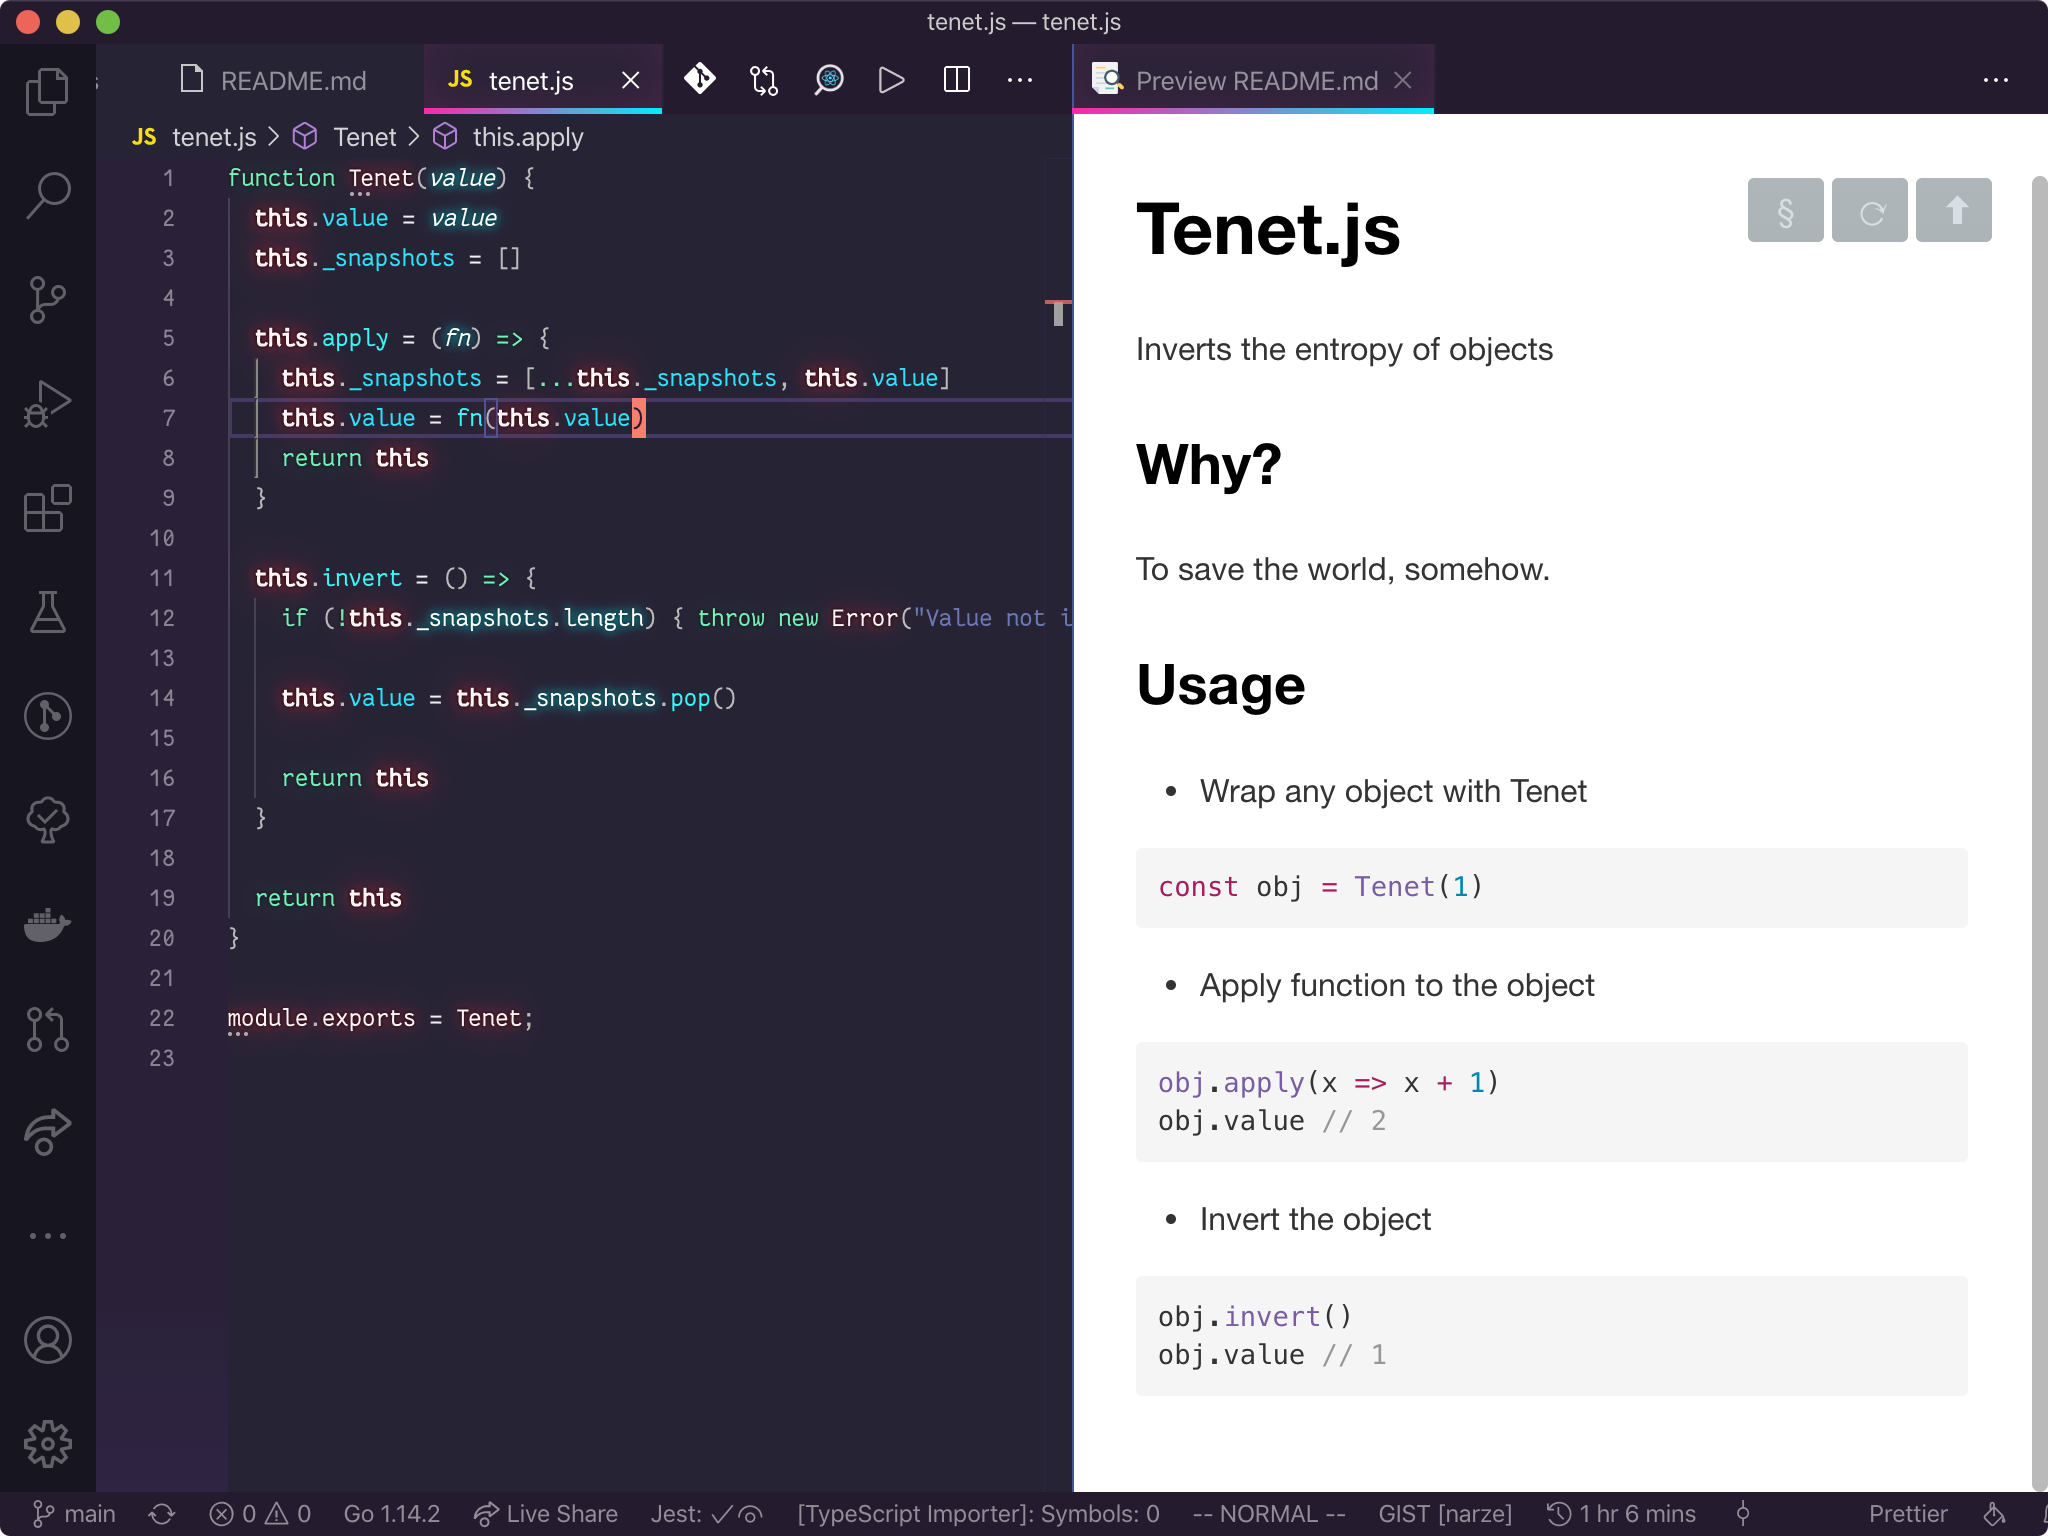 tenet.js — tenet.js
README.md
JS tenet.js
Preview README.md
JS tenet.js > Tenet > this.apply
1 function Tenet(value) {
2 this.value = value
3 this._snapshots = []
4
5 this.apply = (fn) => {
6 this._snapshots = [...this._snapshots, this.value]
7 this.value = fn(this.value)
8 return this
9 }
10
11 this.invert = () => {
12 if (!this._snapshots.length) { throw new Error("Value not i
13
14 this.value = this._snapshots.pop()
15
16 return this
17 }
18
19 return this
20 }
21
22 module.exports = Tenet;
23
§
Tenet.js
Inverts the entropy of objects
Why?
To save the world, somehow.
Usage
• Wrap any object with Tenet
const obj = Tenet(1)
• Apply function to the object
obj.apply(x => x + 1)
obj.value // 2
• Invert the object
obj.invert()
obj.value // 1
main 0 0 Go 1.14.2 Live Share Jest: [TypeScript Importer]: Symbols: 0 -- NORMAL -- GIST [narze] 1 hr 6 mins Prettier